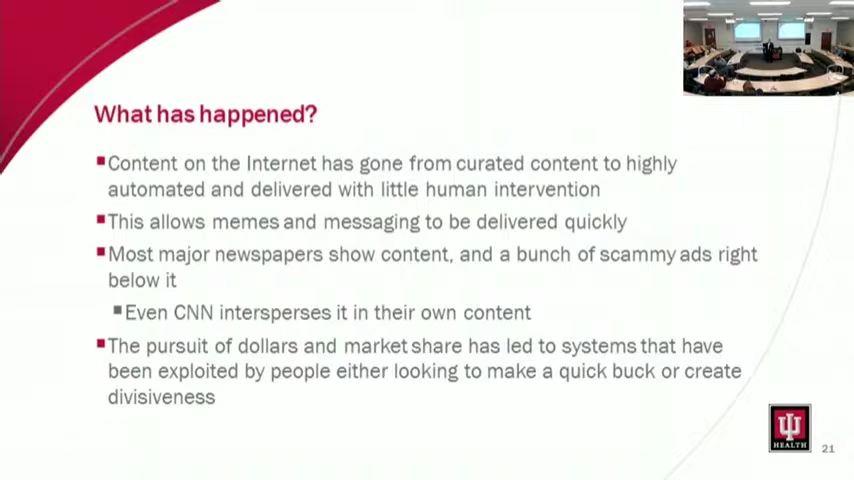 What has happened?
Content on the Internet has gone from curated content to highly
automated and delivered with little human intervention
This allows memes and messaging to be delivered quickly
Most major newspapers show content, and a bunch of scammy ads right
below it
Even CNN intersperses it in their own content
The pursuit of dollars and market share has led to systems that have
been exploited by people either looking to make a quick buck or create
divisiveness
HEALTH
21